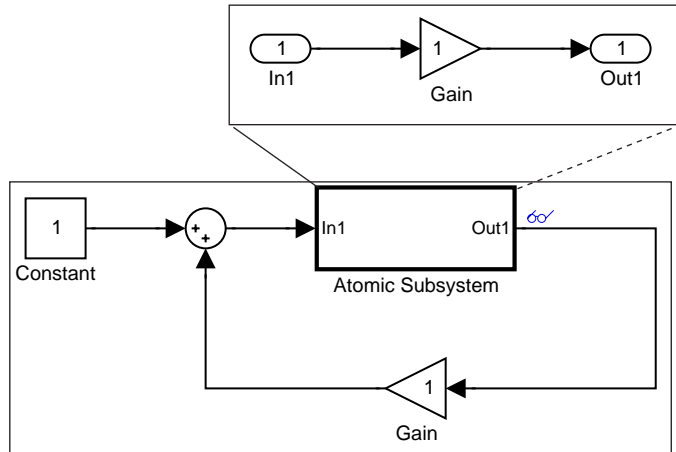 1
1
1
In1
Out1
Gain
1
+
+
In1
Out1
Constant
Atomic Subsystem
1
Gain